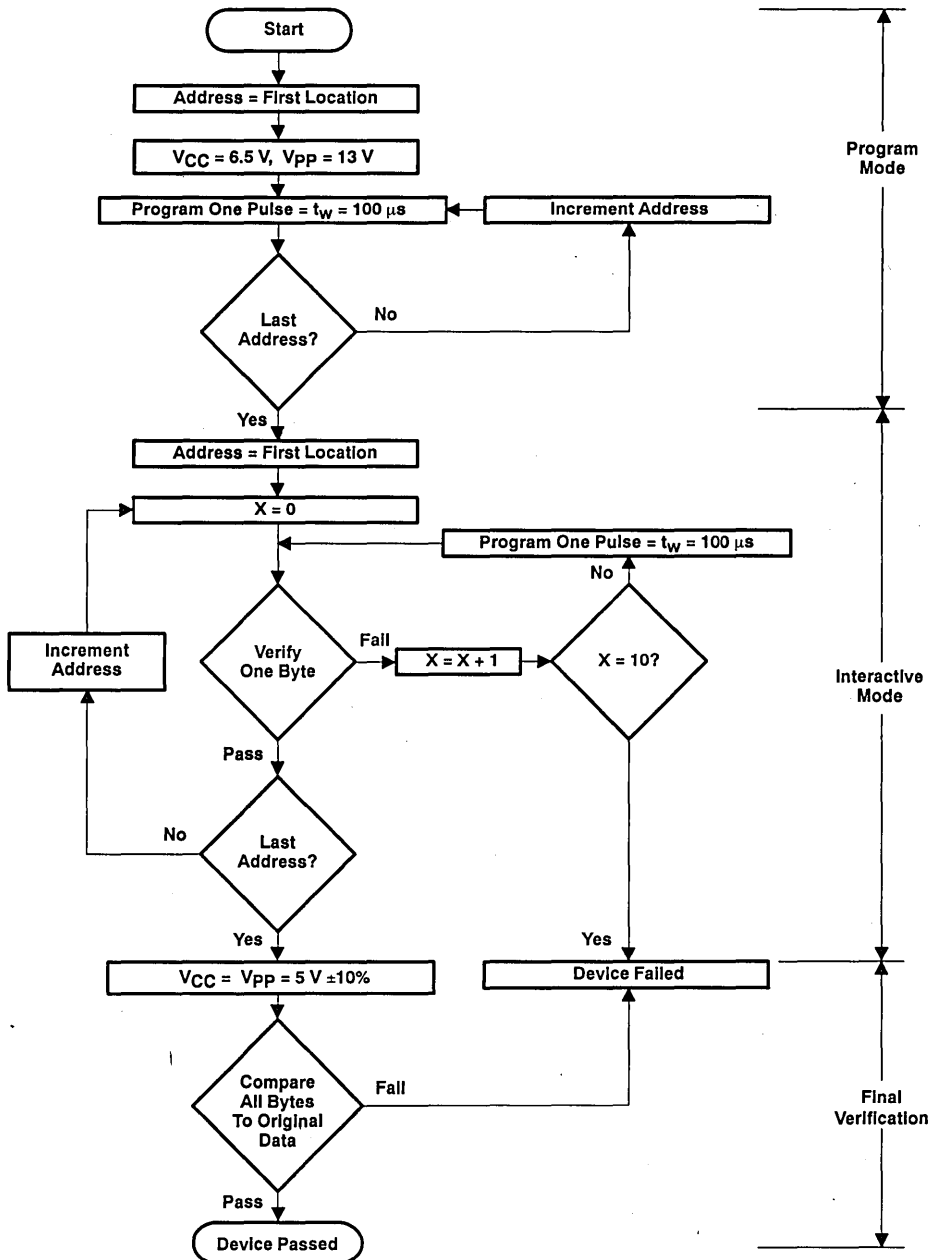 Start
Address = First Location
VCC = 6.5 V, VPP = 13 V
Program One Pulse = tw = 100 µs
Increment Address
Last
Address?
No
Yes
Program
Mode
Address = First Location
X = 0
Program One Pulse = tw = 100 µs
No
Increment
Address
Verify
One Byte
Fail
X = X + 1
X = 10?
Interactive
Mode
Pass
No
Last
Address?
Yes
Yes
VCC = VPP = 5 V ±10%
Device Failed
Compare
All Bytes
To Original
Data
Fail
Final
Verification
Pass
Device Passed